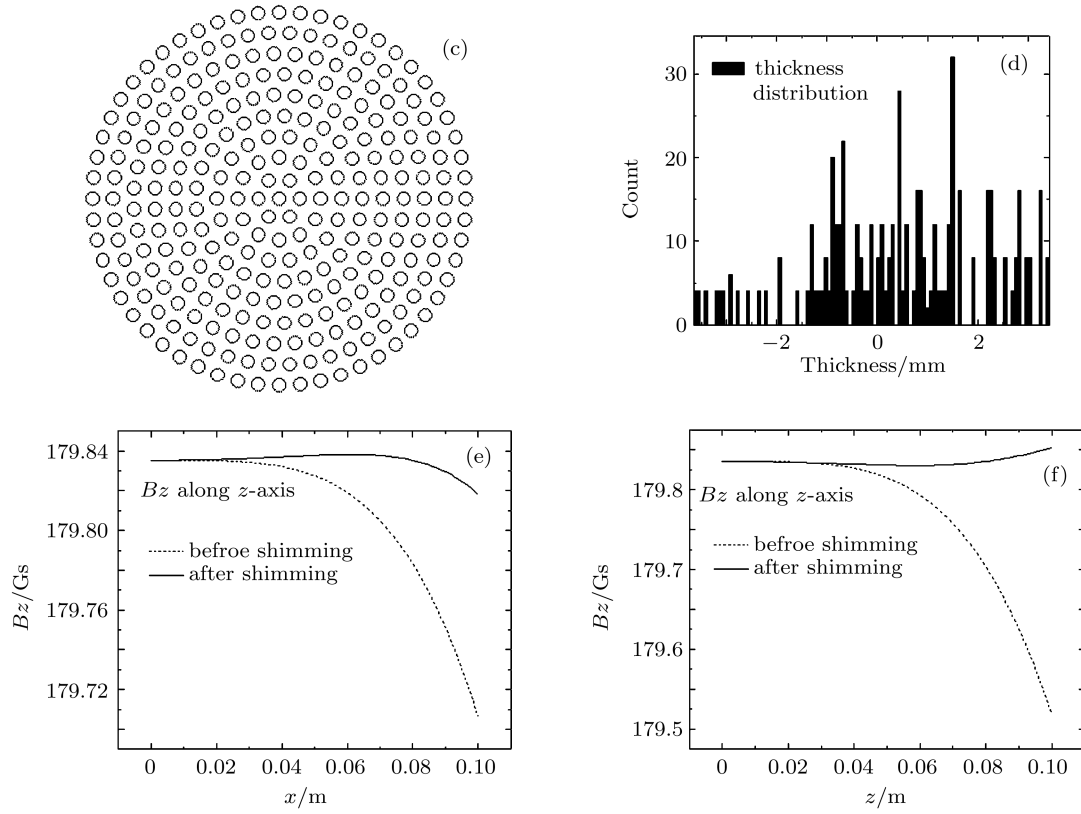 (c)
(d)
thickness
distribution
30
20
10
0
Count
−2
0
2
Thickness/mm
(e)
179.84
179.80
179.76
179.72
Bz/Gs
Bz along z-axis
befroe shimming
after shimming
0
0.02
0.04
0.06
0.08
0.10
x/m
(f)
179.8
179.7
179.6
179.5
Bz/Gs
Bz along z-axis
befroe shimming
after shimming
0
0.02
0.04
0.06
0.08
0.10
z/m